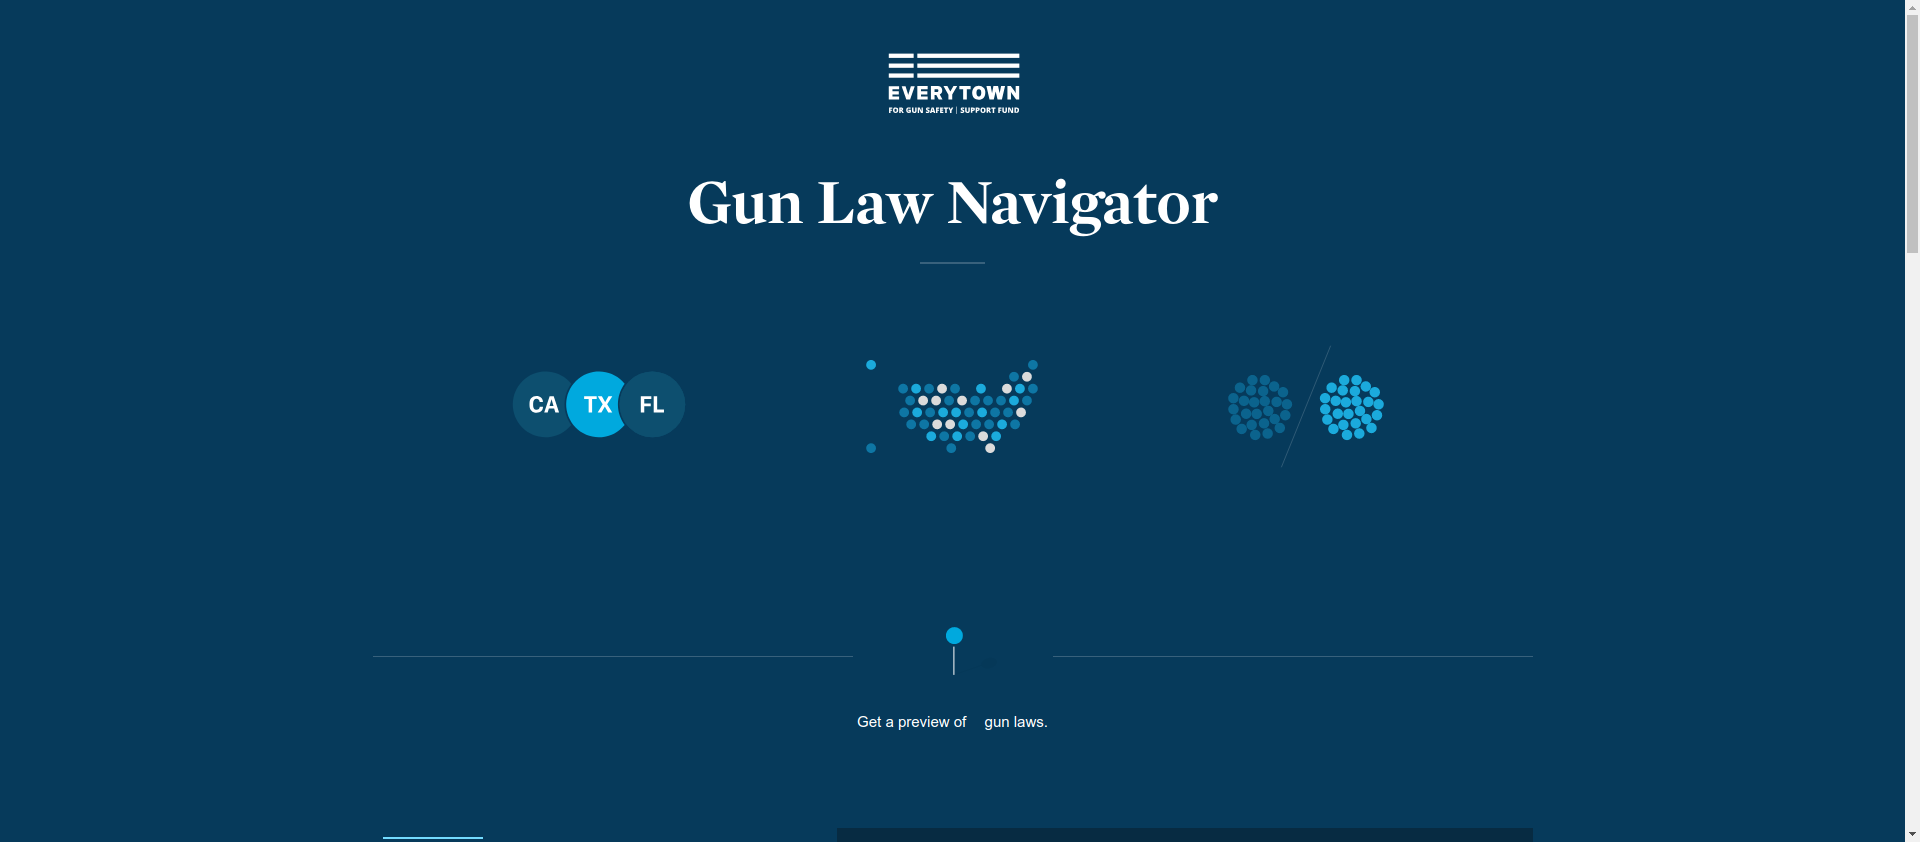 EVERYTOWN
FOR GUN SAFETY | SUPPORT FUND
Gun Law Navigator
CA TX FL
Get a preview of gun laws.